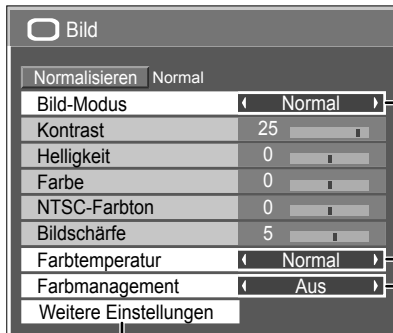 Bild
Normalisieren Normal
Bild-Modus Normal
Kontrast 25
Helligkeit 0
Farbe 0
NTSC-Farbton 0
Bildschärfe 5
Farbtemperatur Normal
Farbmanagement Aus
Weitere Einstellungen